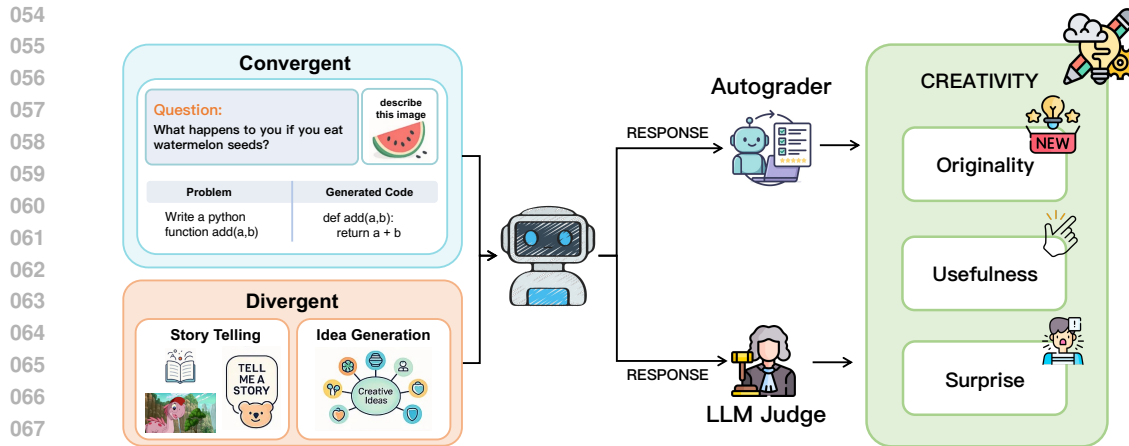 054
055
056
057
058
059
060
061
062
063
064
065
066
067
Convergent
Question:
What happens to you if you eat
watermelon seeds?
describe
this image
Problem
Generated Code
Write a python
function add(a,b)
def add(a,b):
return a + b
Divergent
Story Telling
TELL
ME A
STORY
Idea Generation
Creative
Ideas
RESPONSE
Autograder
RESPONSE
LLM Judge
CREATIVITY
NEW
Originality
Usefulness
!
Surprise